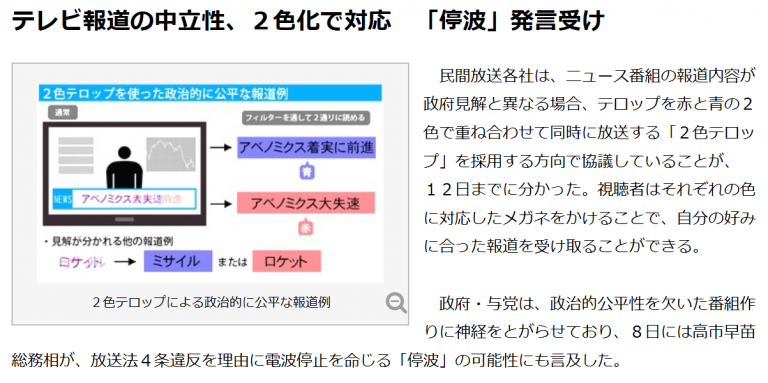 テレビ報道の中立性、２色化で対応　「停波」発言受け
２色テロップを使った政治的に公平な報道例
通常
フィルターを通して２通りに読める
アベノミクス着実に前進
青
NEWS
アベノミクス大失速
赤
・見解が分かれる他の報道例
ミサイル または ロケット
２色テロップによる政治的に公平な報道例
民間放送各社は、ニュース番組の報道内容が
政府見解と異なる場合、テロップを赤と青の２
色で重ね合わせて同時に放送する「２色テロッ
プ」を採用する方向で協議していることが、
１２日までに分かった。視聴者はそれぞれの色
に対応したメガネをかけることで、自分の好み
に合った報道を受け取ることができる。
政府・与党は、政治的公平性を欠いた番組作
りに神経をとがらせており、８日には高市早苗
総務相が、放送法４条違反を理由に電波停止を命じる「停波」の可能性にも言及した。